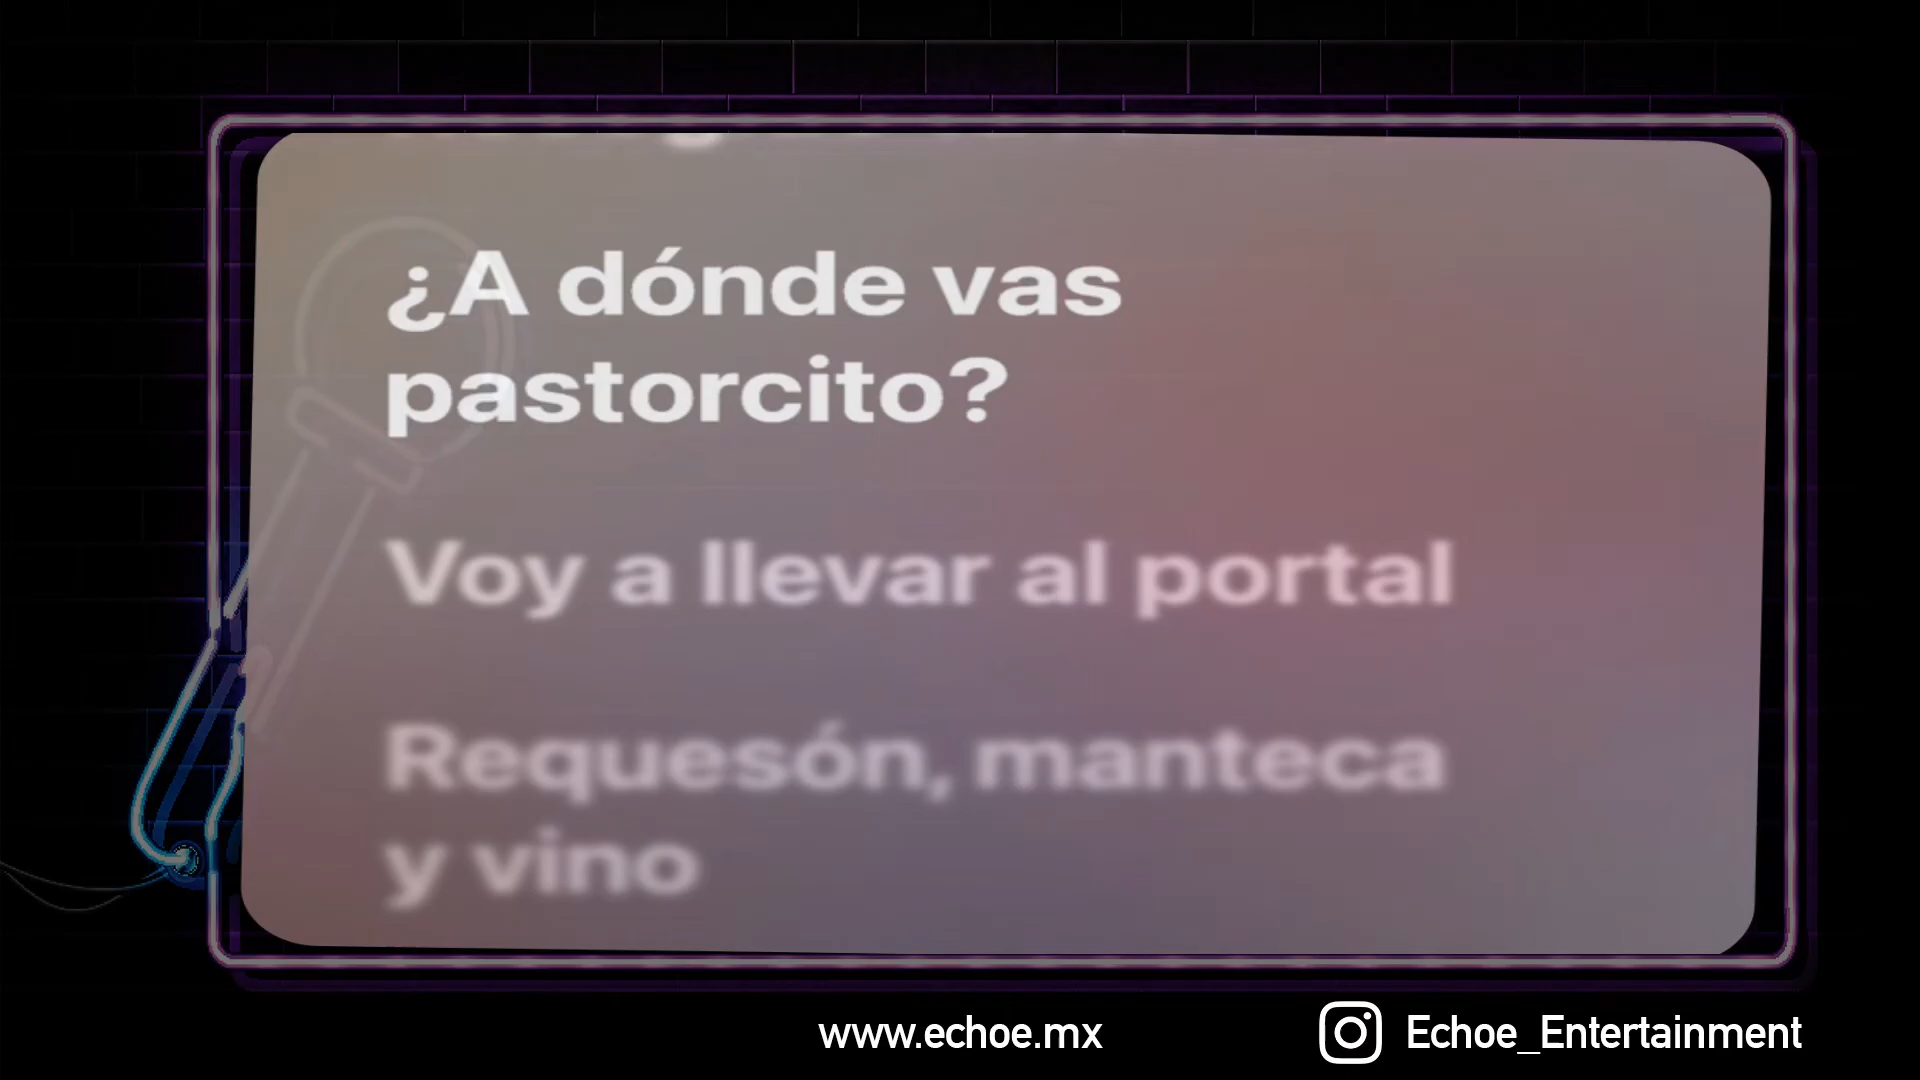 ¿A dónde vas
pastorcito?
Voy a llevar al portal
Requesón, manteca
y vino
www.echoe.mx
Echoe_Entertainment